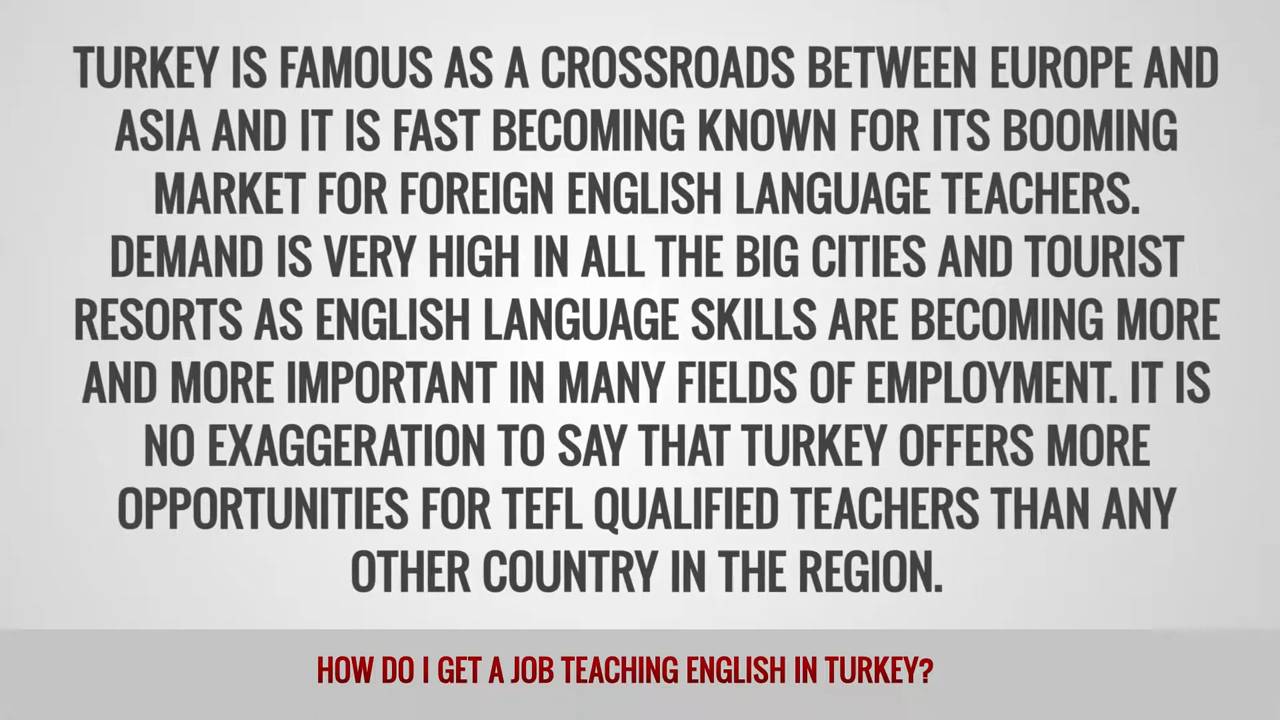 TURKEY IS FAMOUS AS A CROSSROADS BETWEEN EUROPE AND
ASIA AND IT IS FAST BECOMING KNOWN FOR ITS BOOMING
MARKET FOR FOREIGN ENGLISH LANGUAGE TEACHERS.
DEMAND IS VERY HIGH IN ALL THE BIG CITIES AND TOURIST
RESORTS AS ENGLISH LANGUAGE SKILLS ARE BECOMING MORE
AND MORE IMPORTANT IN MANY FIELDS OF EMPLOYMENT. IT IS
NO EXAGGERATION TO SAY THAT TURKEY OFFERS MORE
OPPORTUNITIES FOR TEFL QUALIFIED TEACHERS THAN ANY
OTHER COUNTRY IN THE REGION.
HOW DO I GET A JOB TEACHING ENGLISH IN TURKEY?